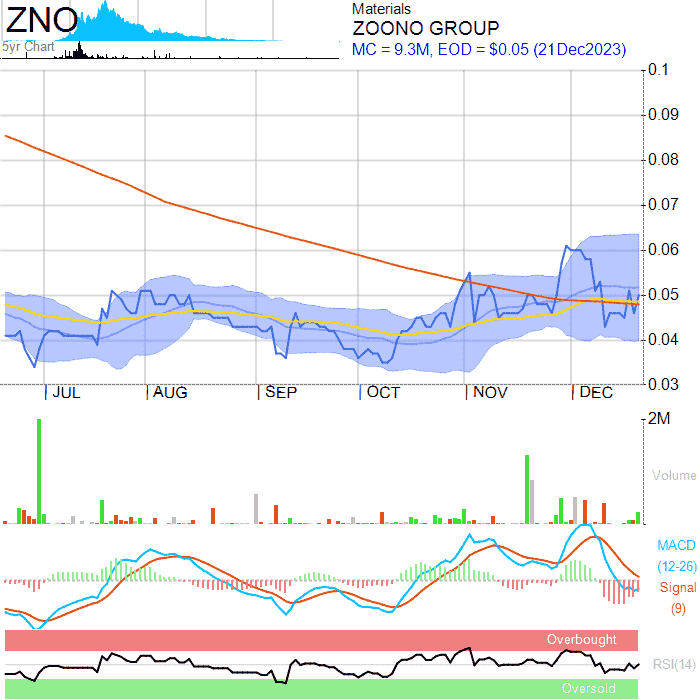 ZNO
5yr Chart
Materials
ZOONO GROUP
MC = 9.3M, EOD = $0.05 (21Dec2023)
0.1
0.09
0.08
0.07
0.06
0.05
0.04
0.03
JUL AUG SEP OCT NOV DEC
2M
Volume
MACD
(12-26)
Signal
(9)
Overbought
RSI(14)
Oversold